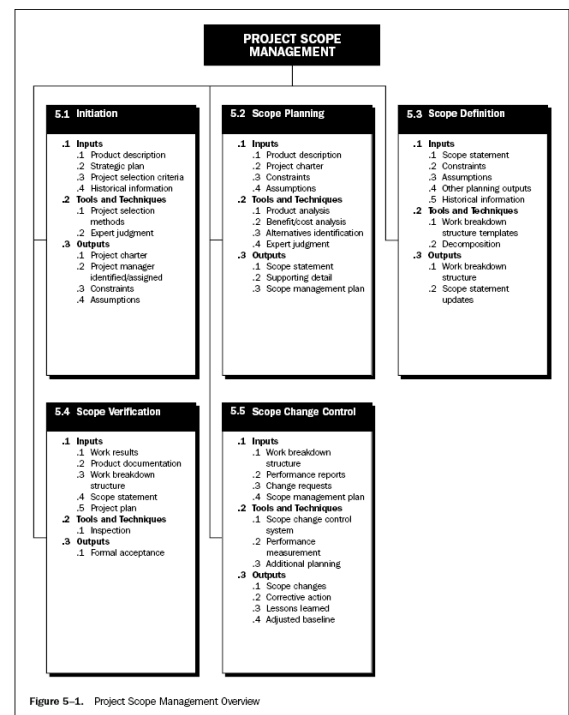 PROJECT SCOPE
MANAGEMENT
5.1 Initiation
.1 Inputs
.1 Product description
.2 Strategic plan
.3 Project selection criteria
.4 Historical information
.2 Tools and Techniques
.1 Project selection
methods
.2 Expert judgment
.3 Outputs
.1 Project charter
.2 Project manager
identified/assigned
.3 Constraints
.4 Assumptions
5.2 Scope Planning
.1 Inputs
.1 Product description
.2 Project charter
.3 Constraints
.4 Assumptions
.2 Tools and Techniques
.1 Product analysis
.2 Benefit/cost analysis
.3 Alternatives identification
.4 Expert judgment
.3 Outputs
.1 Scope statement
.2 Supporting detail
.3 Scope management plan
5.3 Scope Definition
.1 Inputs
.1 Scope statement
.2 Constraints
.3 Assumptions
.4 Other planning outputs
.5 Historical information
.2 Tools and Techniques
.1 Work breakdown
structure templates
.2 Decomposition
.3 Outputs
.1 Work breakdown
structure
.2 Scope statement
updates
5.4 Scope Verification
.1 Inputs
.1 Work results
.2 Product documentation
.3 Work breakdown
structure
.4 Scope statement
.5 Project plan
.2 Tools and Techniques
.1 Inspection
.3 Outputs
.1 Formal acceptance
5.5 Scope Change Control
.1 Inputs
.1 Work breakdown
structure
.2 Performance reports
.3 Change requests
.4 Scope management plan
.2 Tools and Techniques
.1 Scope change control
system
.2 Performance
measurement
.3 Additional planning
.3 Outputs
.1 Scope changes
.2 Corrective action
.3 Lessons learned
.4 Adjusted baseline
Figure 5–1. Project Scope Management Overview